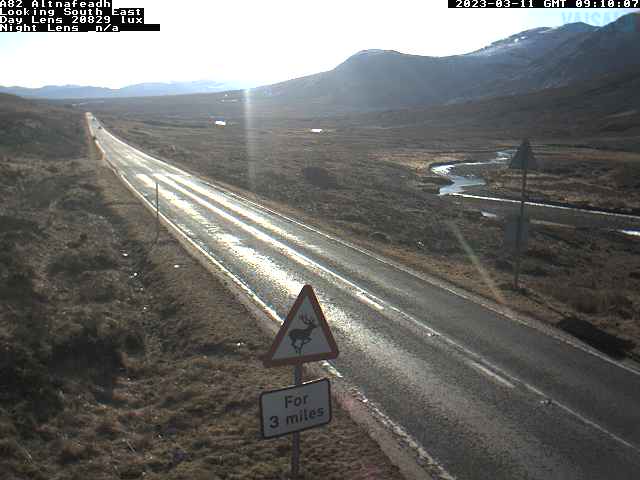 A82 Altnafeadh
Looking South East
Day Lens 20829 lux
Night Lens n/a
2023-03-11 GMT 09:10:07
VAISALA
For
3 miles